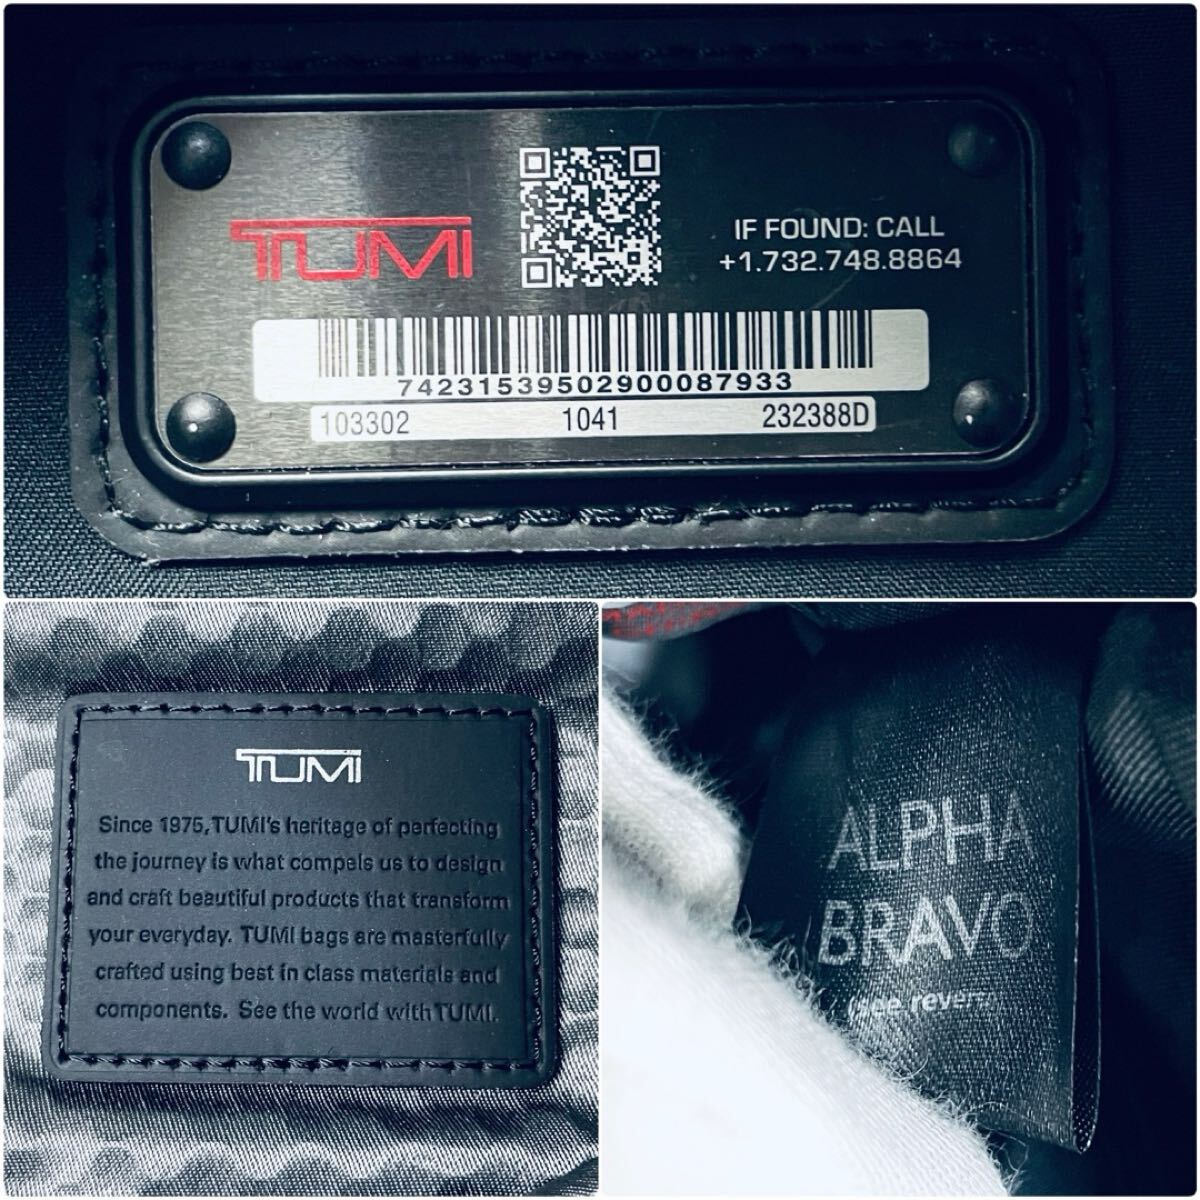 TUMI
IF FOUND: CALL
+1.732.748.8864
74231539502900087933
103302 1041 232388D
TUMI
Since 1975, TUMI's heritage of perfecting
the journey is what compels us to design
and craft beautiful products that transform
your everyday. TUMI bags are masterfully
crafted using best in class materials and
components. See the world with TUMI.
ALPHA
BRAVO